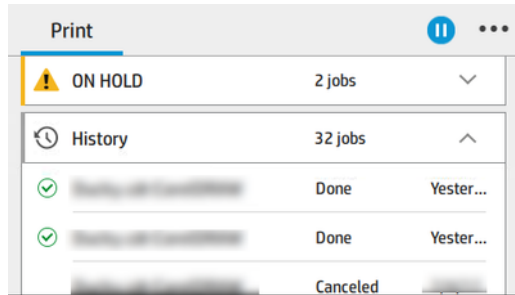 Print
ON HOLD 2 jobs
History 32 jobs
Done Yester...
Done Yester...
Canceled